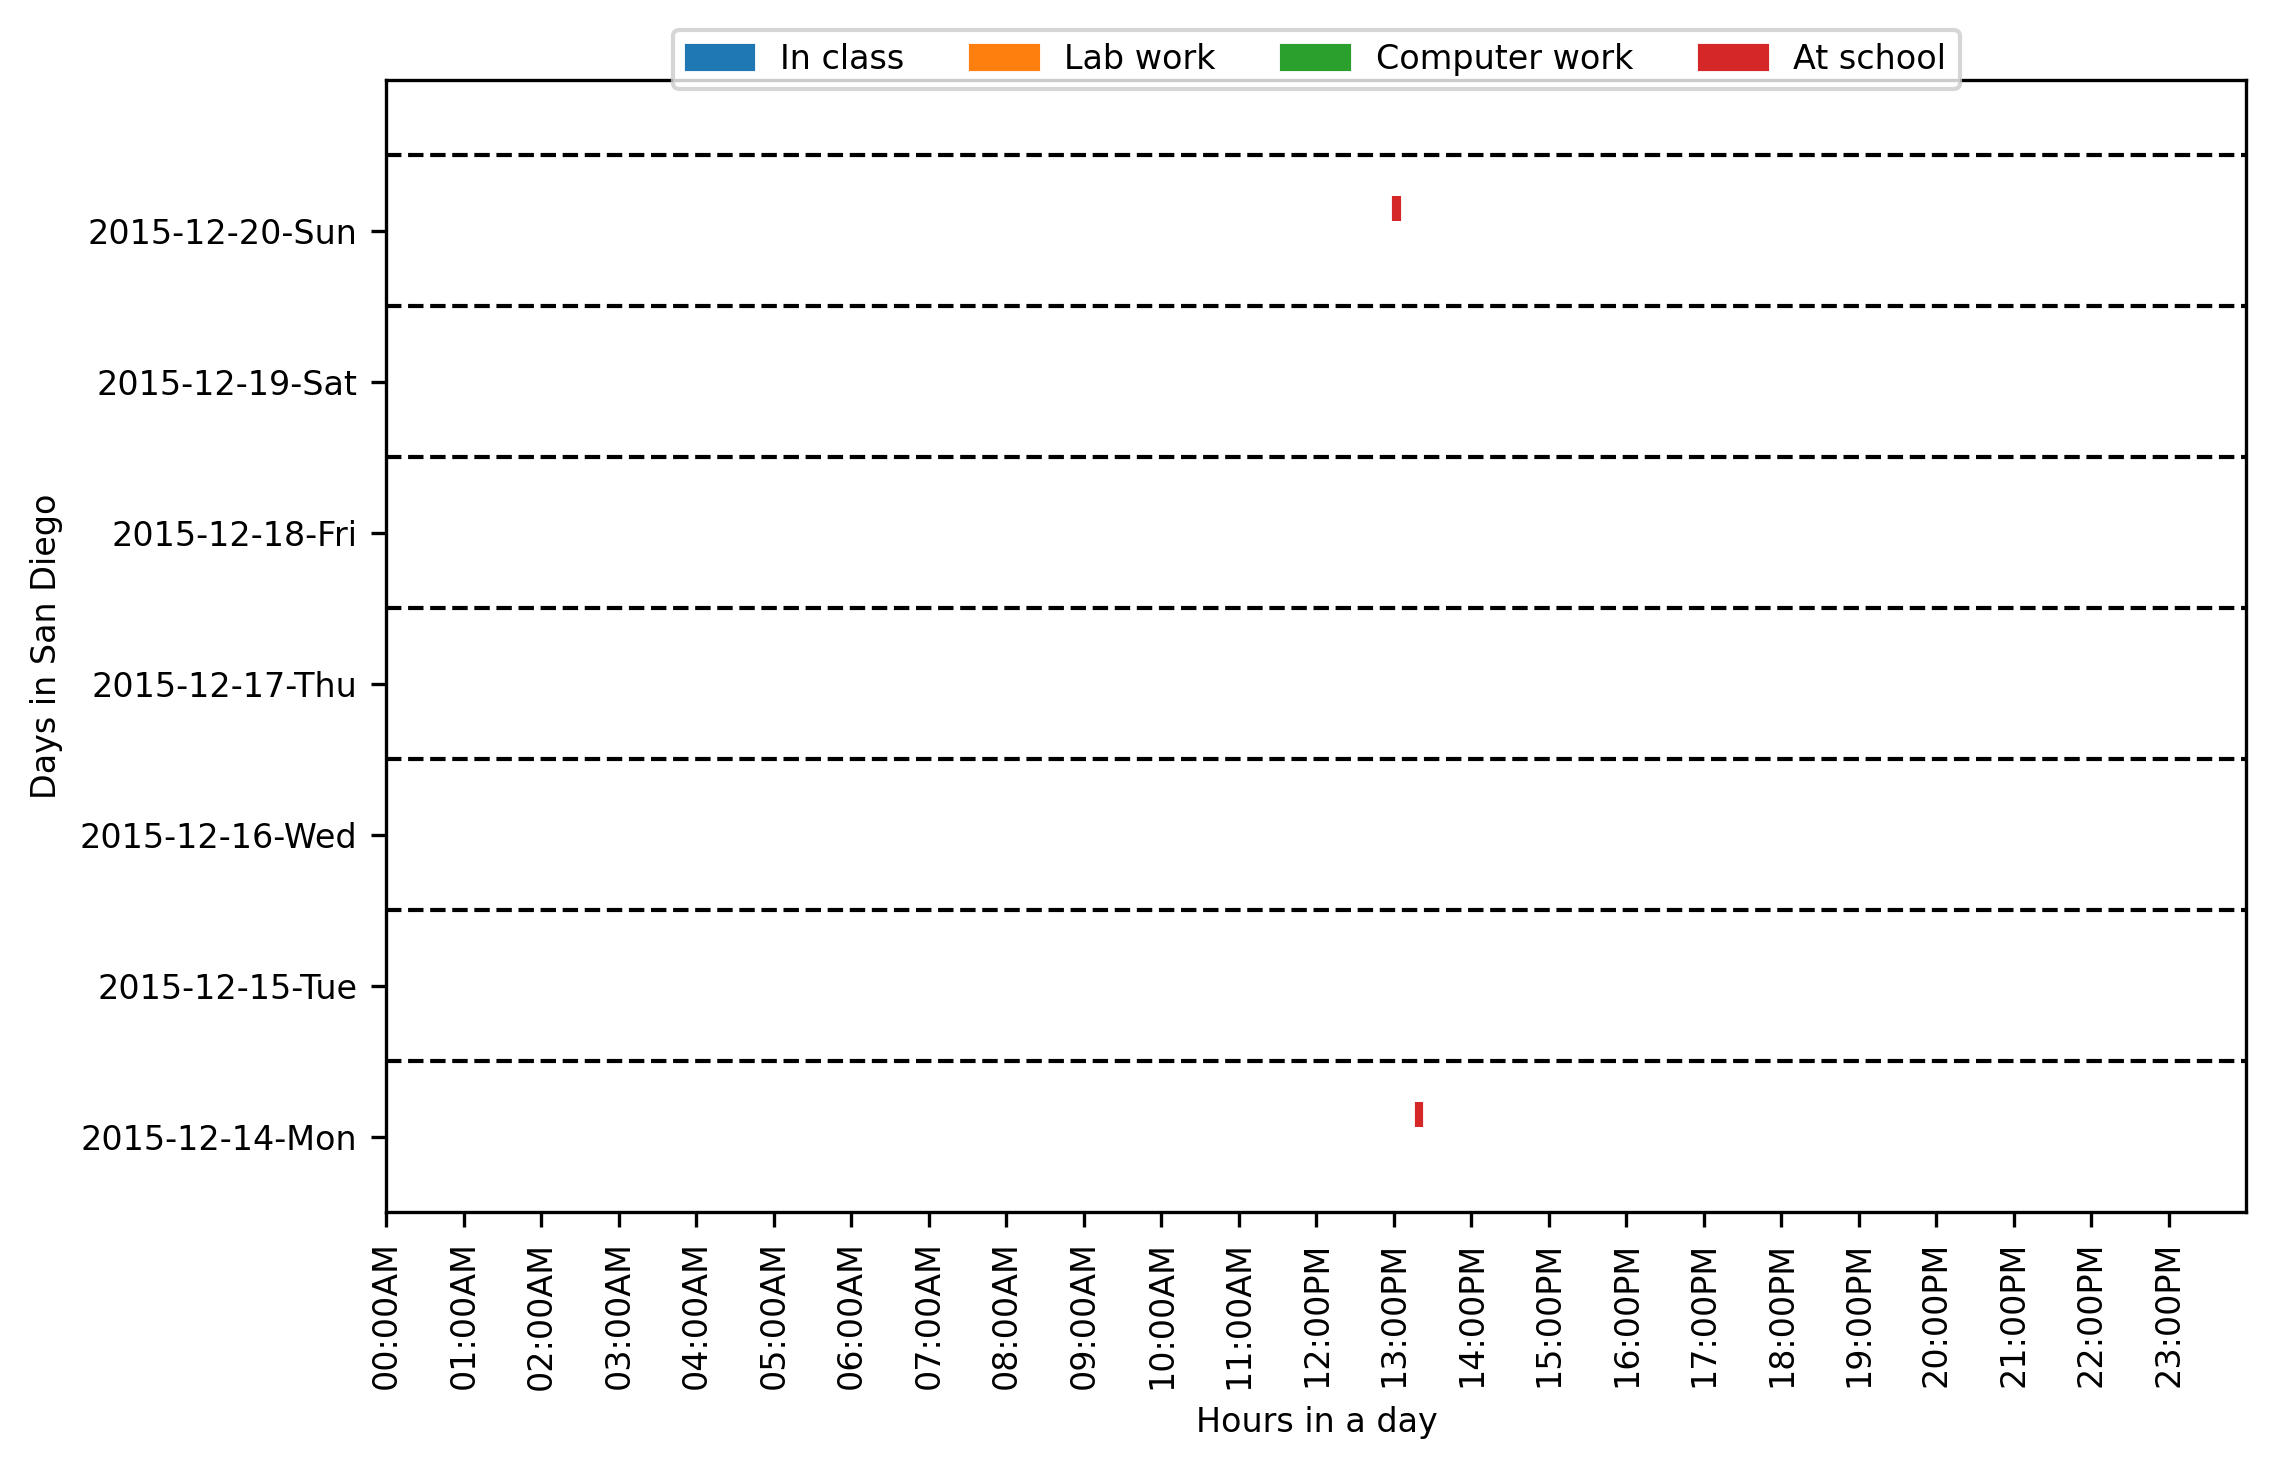 In class Lab work Computer work At school
2015-12-20-Sun
2015-12-19-Sat
2015-12-18-Fri
2015-12-17-Thu
2015-12-16-Wed
2015-12-15-Tue
2015-12-14-Mon
Days in San Diego
00:00AM
01:00AM
02:00AM
03:00AM
04:00AM
05:00AM
06:00AM
07:00AM
08:00AM
09:00AM
10:00AM
11:00AM
12:00PM
13:00PM
14:00PM
15:00PM
16:00PM
17:00PM
18:00PM
19:00PM
20:00PM
21:00PM
22:00PM
23:00PM
Hours in a day